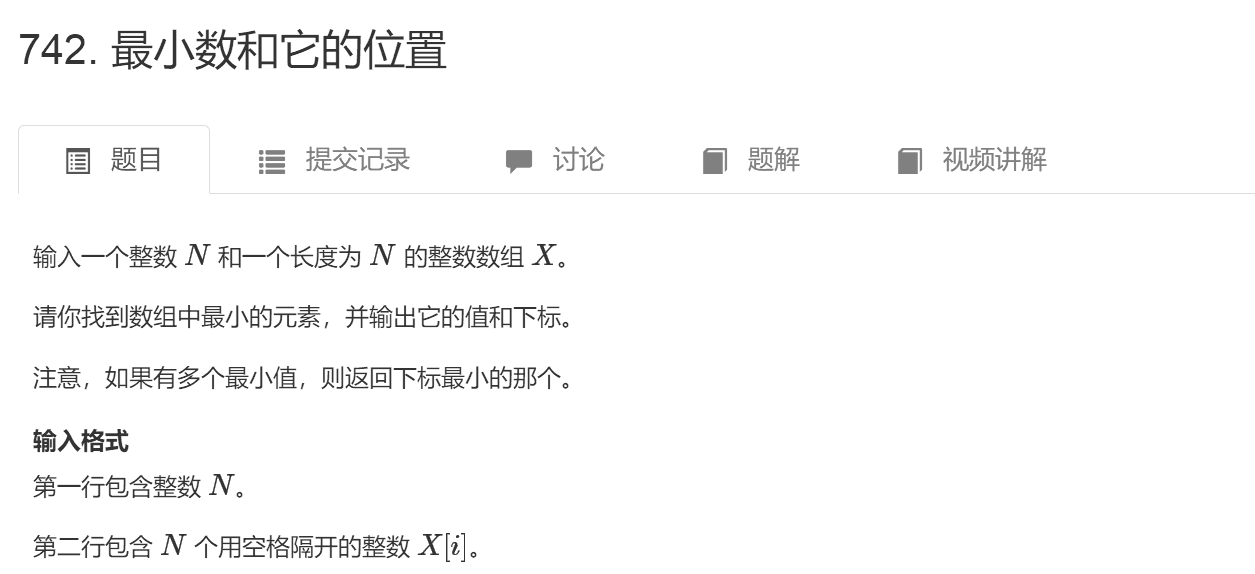 742. 最小数和它的位置
题目 提交记录 讨论 题解 视频讲解
输入一个整数 N 和一个长度为 N 的整数数组 X。
请你找到数组中最小的元素，并输出它的值和下标。
注意，如果有多个最小值，则返回下标最小的那个。
输入格式
第一行包含整数 N。
第二行包含 N 个用空格隔开的整数 X[i]。